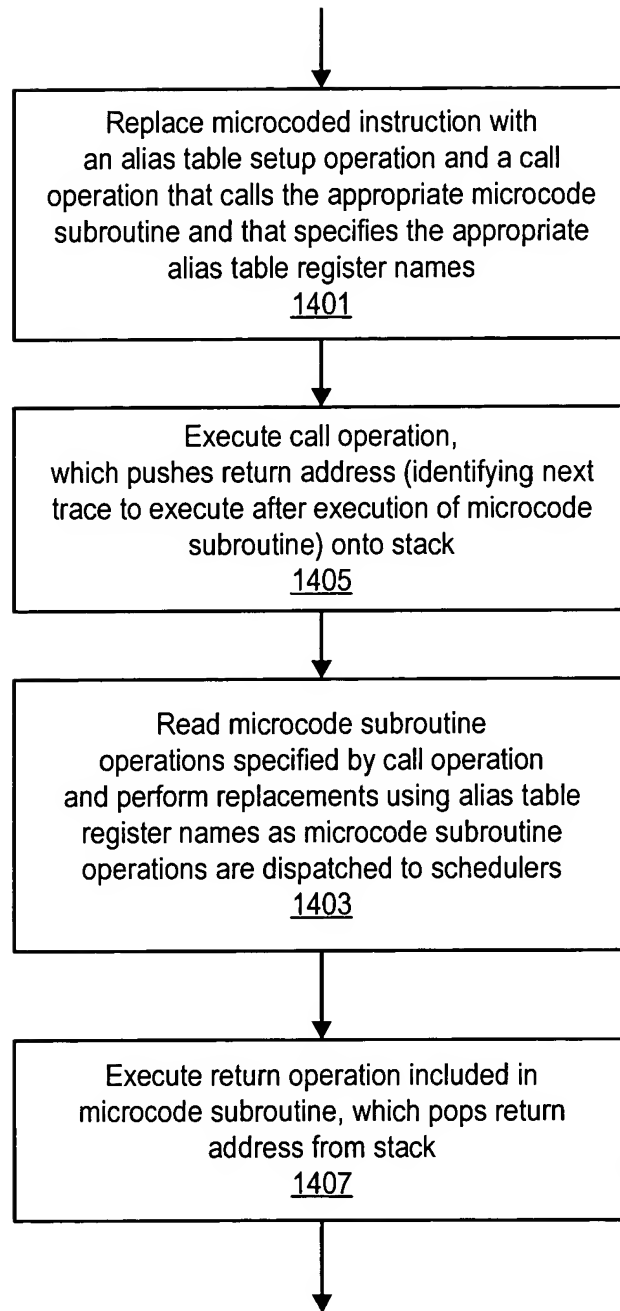 Replace microcoded instruction with
an alias table setup operation and a call
operation that calls the appropriate microcode
subroutine and that specifies the appropriate
alias table register names
1401
Execute call operation,
which pushes return address (identifying next
trace to execute after execution of microcode
subroutine) onto stack
1405
Read microcode subroutine
operations specified by call operation
and perform replacements using alias table
register names as microcode subroutine
operations are dispatched to schedulers
1403
Execute return operation included in
microcode subroutine, which pops return
address from stack
1407